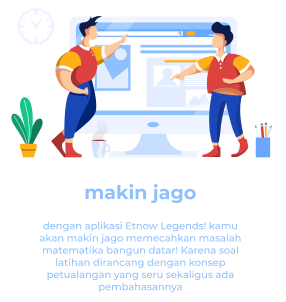 makin jago
dengan aplikasi Etnow Legends! kamu
akan makin jago memecahkan masalah
matematika bangun datar! Karena soal
latihan dirancang dengan konsep
petualangan yang seru sekaligus ada
pembahasannya